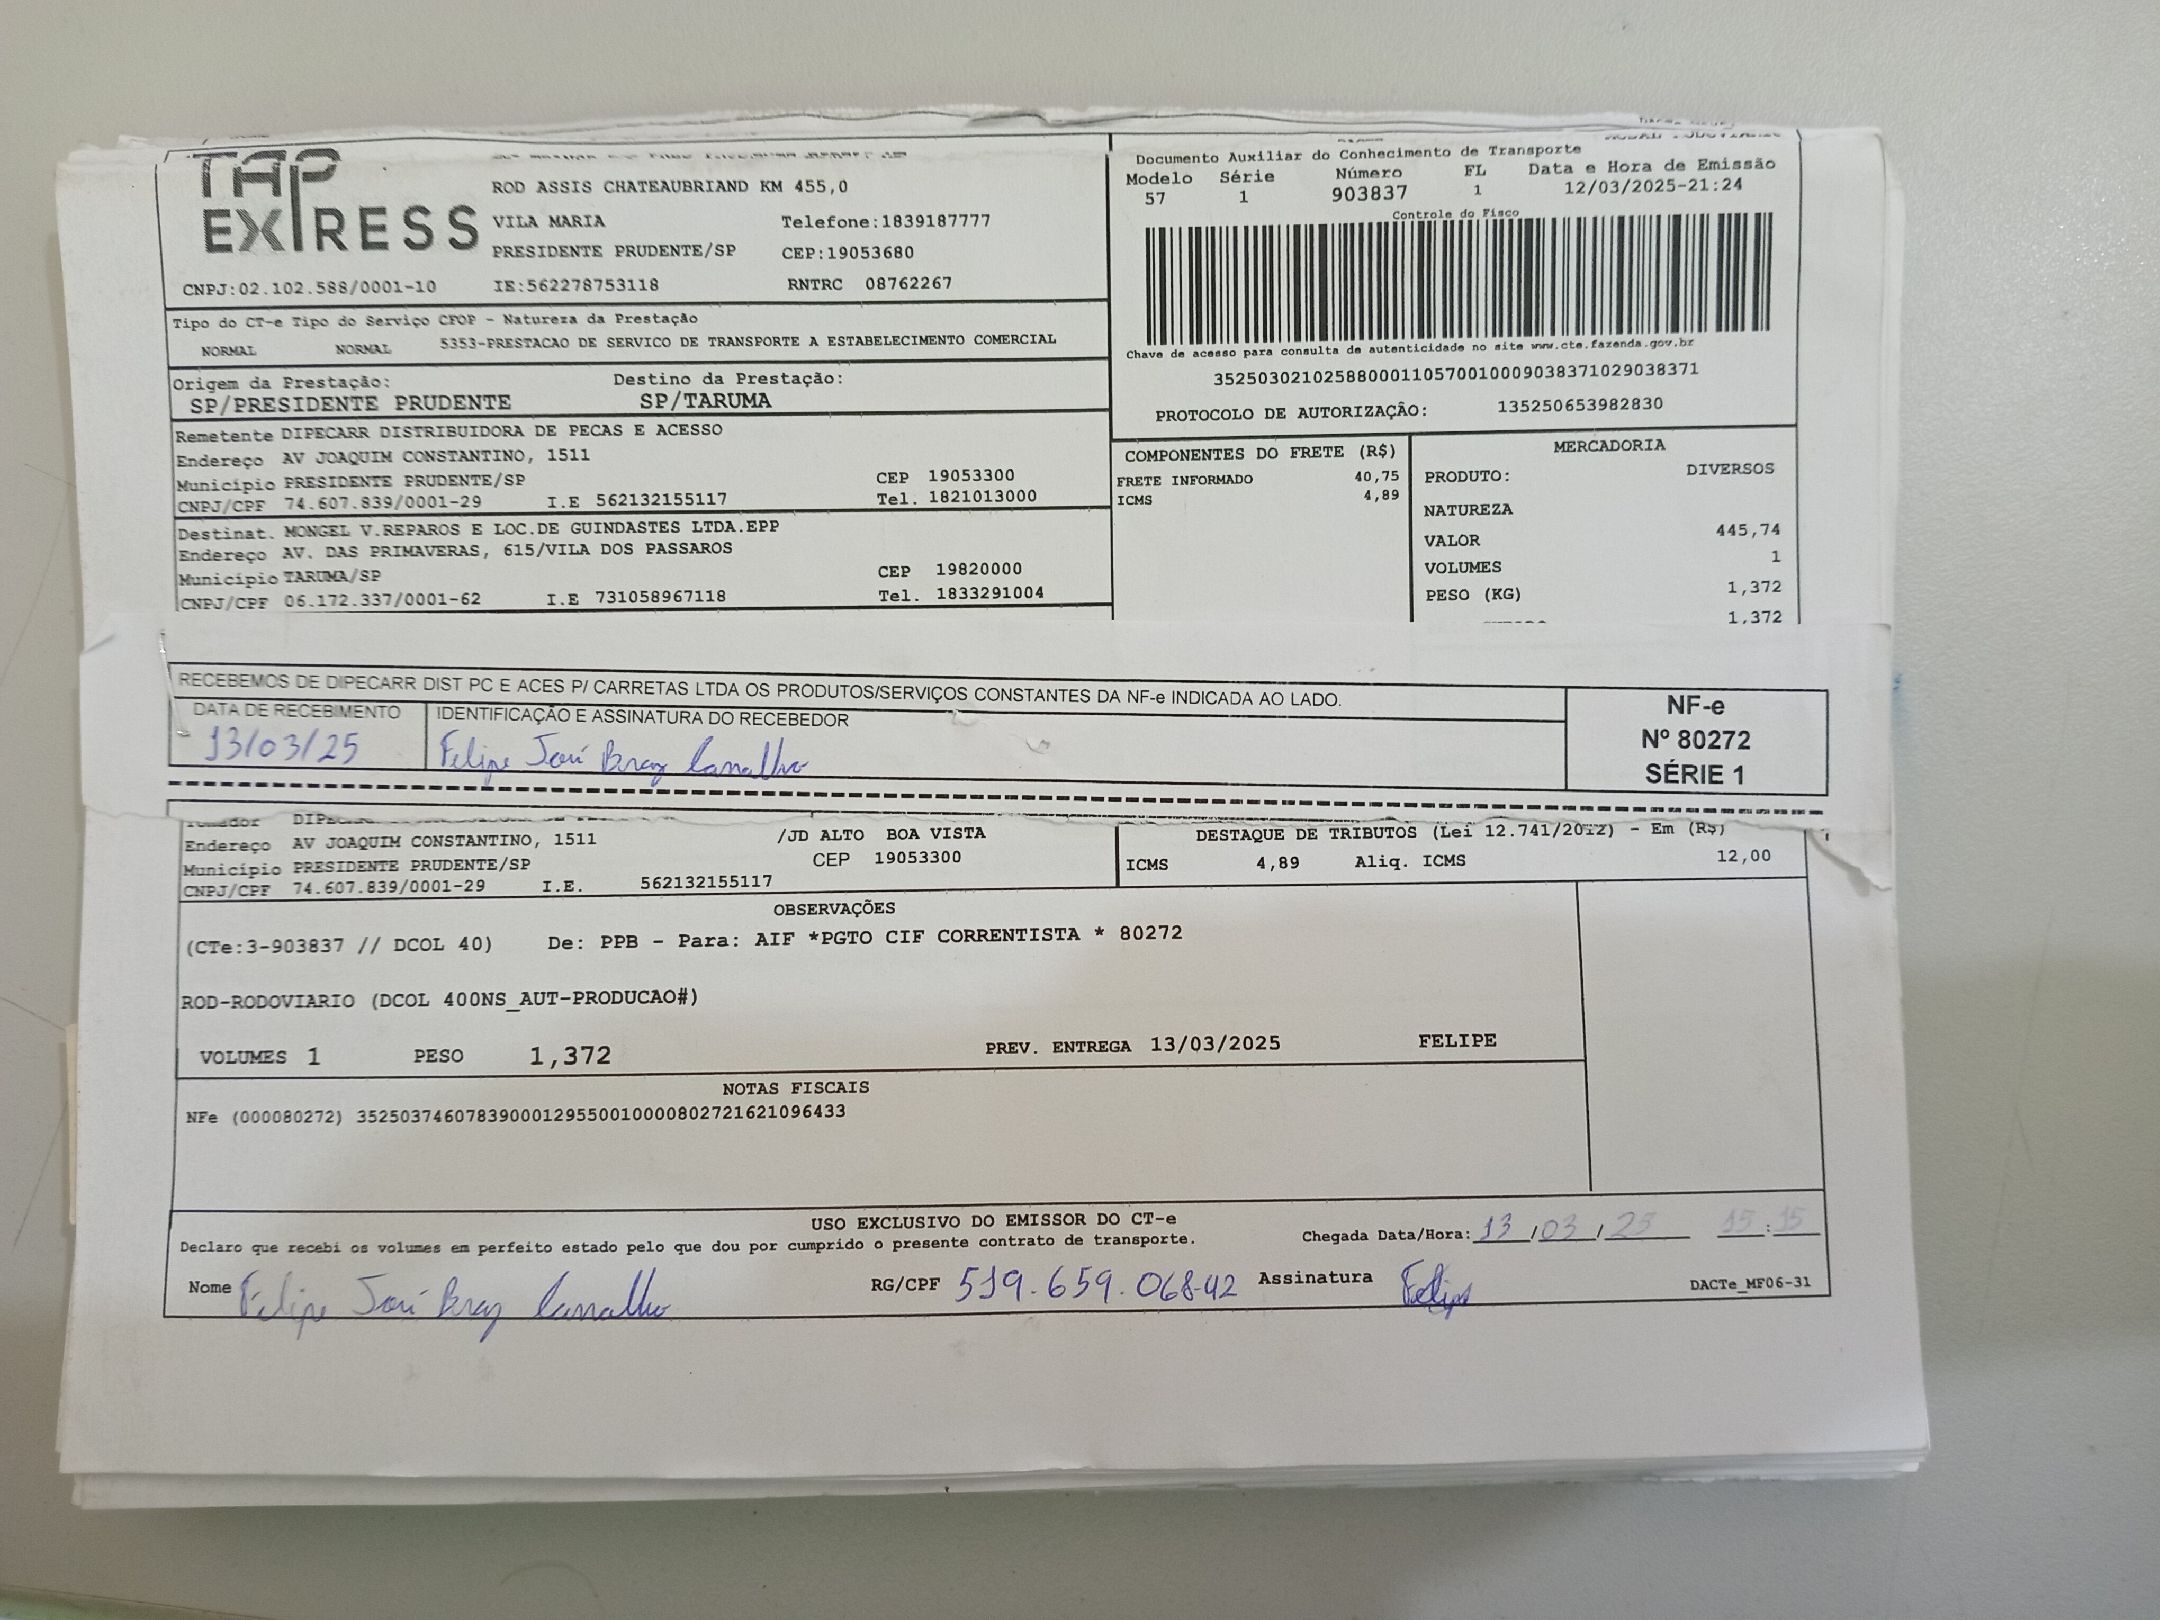 TAP EXPRESS
ROD ASSIS CHATEAUBRIAND KM 455,0
VILA MARIA Telefone:1839187777
PRESIDENTE PRUDENTE/SP CEP:19053680
CNPJ:02.102.588/0001-10 IE:562278753118 RNTRC 08762267
Tipo do CT-e Tipo do Serviço CFOP - Natureza da Prestação
NORMAL NORMAL 5353-PRESTACAO DE SERVICO DE TRANSPORTE A ESTABELECIMENTO COMERCIAL
Origem da Prestação: Destino da Prestação:
SP/PRESIDENTE PRUDENTE SP/TARUMA
Remetente DIPECARR DISTRIBUIDORA DE PECAS E ACESSO
Endereço AV JOAQUIM CONSTANTINO, 1511
Município PRESIDENTE PRUDENTE/SP CEP 19053300
CNPJ/CPF 74.607.839/0001-29 I.E 562132155117 Tel. 1821013000
Destinat. MONGEL V.REPAROS E LOC.DE GUINDASTES LTDA.EPP
Endereço AV. DAS PRIMAVERAS, 615/VILA DOS PASSAROS
Município TARUMA/SP CEP 19820000
CNPJ/CPF 06.172.337/0001-62 I.E 731058967118 Tel. 1833291004
Documento Auxiliar do Conhecimento de Transporte
Modelo Série Número FL Data e Hora de Emissão
57 1 903837 1 12/03/2025-21:24
Controle do Fisco
Chave de acesso para consulta de autenticidade no site www.cte.fazenda.gov.br
35250302102588000110570010009038371029038371
PROTOCOLO DE AUTORIZAÇÃO: 135250653982830
COMPONENTES DO FRETE (R$)
FRETE INFORMADO 40,75
ICMS 4,89
MERCADORIA
PRODUTO: DIVERSOS
NATUREZA
VALOR 445,74
VOLUMES 1
PESO (KG) 1,372
1,372
RECEBEMOS DE DIPECARR DIST PC E ACES P/ CARRETAS LTDA OS PRODUTOS/SERVIÇOS CONSTANTES DA NF-e INDICADA AO LADO.
DATA DE RECEBIMENTO IDENTIFICAÇÃO E ASSINATURA DO RECEBEDOR
13/03/25 Felipe José Braz Carvalho
NF-e
Nº 80272
SÉRIE 1
Endereço AV JOAQUIM CONSTANTINO, 1511 /JD ALTO BOA VISTA
Município PRESIDENTE PRUDENTE/SP CEP 19053300
CNPJ/CPF 74.607.839/0001-29 I.E. 562132155117
DESTAQUE DE TRIBUTOS (Lei 12.741/2012) - Em (R$)
ICMS 4,89 Aliq. ICMS 12,00
OBSERVAÇÕES
(CTe:3-903837 // DCOL 40) De: PPB - Para: AIF *PGTO CIF CORRENTISTA * 80272
ROD-RODOVIARIO (DCOL 400NS_AUT-PRODUCAO#)
VOLUMES 1 PESO 1,372 PREV. ENTREGA 13/03/2025 FELIPE
NOTAS FISCAIS
NFe (000080272) 35250374607839000129550010000802721621096433
USO EXCLUSIVO DO EMISSOR DO CT-e
Declaro que recebi os volumes em perfeito estado pelo que dou por cumprido o presente contrato de transporte. Chegada Data/Hora: 13/03/25 15:15
Nome Felipe José Braz Carvalho RG/CPF 519.659.068-42 Assinatura Felipe DACTe_MF06-31